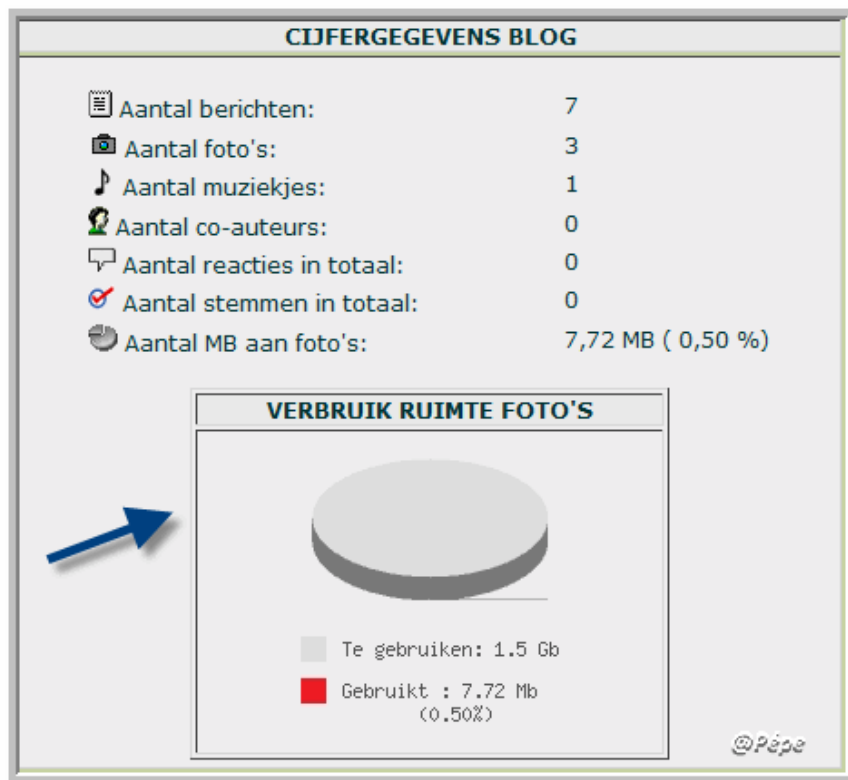 CIJFERGEGEVENS BLOG
Aantal berichten: 7
Aantal foto's: 3
Aantal muziekjes: 1
Aantal co-auteurs: 0
Aantal reacties in totaal: 0
Aantal stemmen in totaal: 0
Aantal MB aan foto's: 7,72 MB ( 0,50 %)
VERBRUIK RUIMTE FOTO'S
Te gebruiken: 1.5 Gb
Gebruikt : 7.72 Mb
(0.50%)
@Pépe